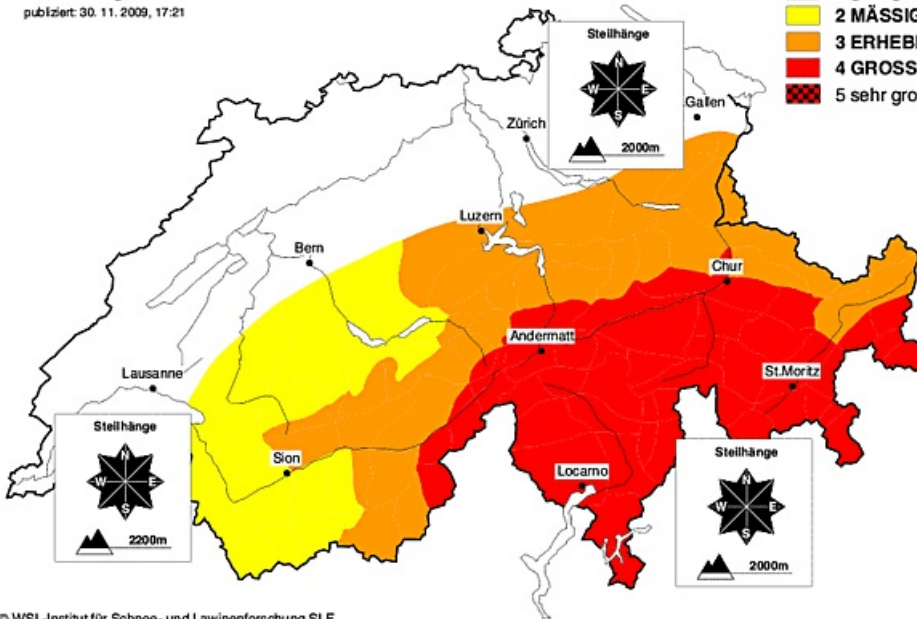 publiziert: 30. 11. 2009, 17:21
2 MÄSSIG
3 ERHEB
4 GROSS
5 sehr gro
Steilhänge
N
W E
S
2000m
Gallen
Zürich
Luzern
Bern
Chur
Andermatt
St.Moritz
Lausanne
Steilhänge
N
W E
S
2200m
Sion
Locarno
Steilhänge
N
W E
S
2000m
© WSL-Institut für Schnee- und Lawinenforschung SLF